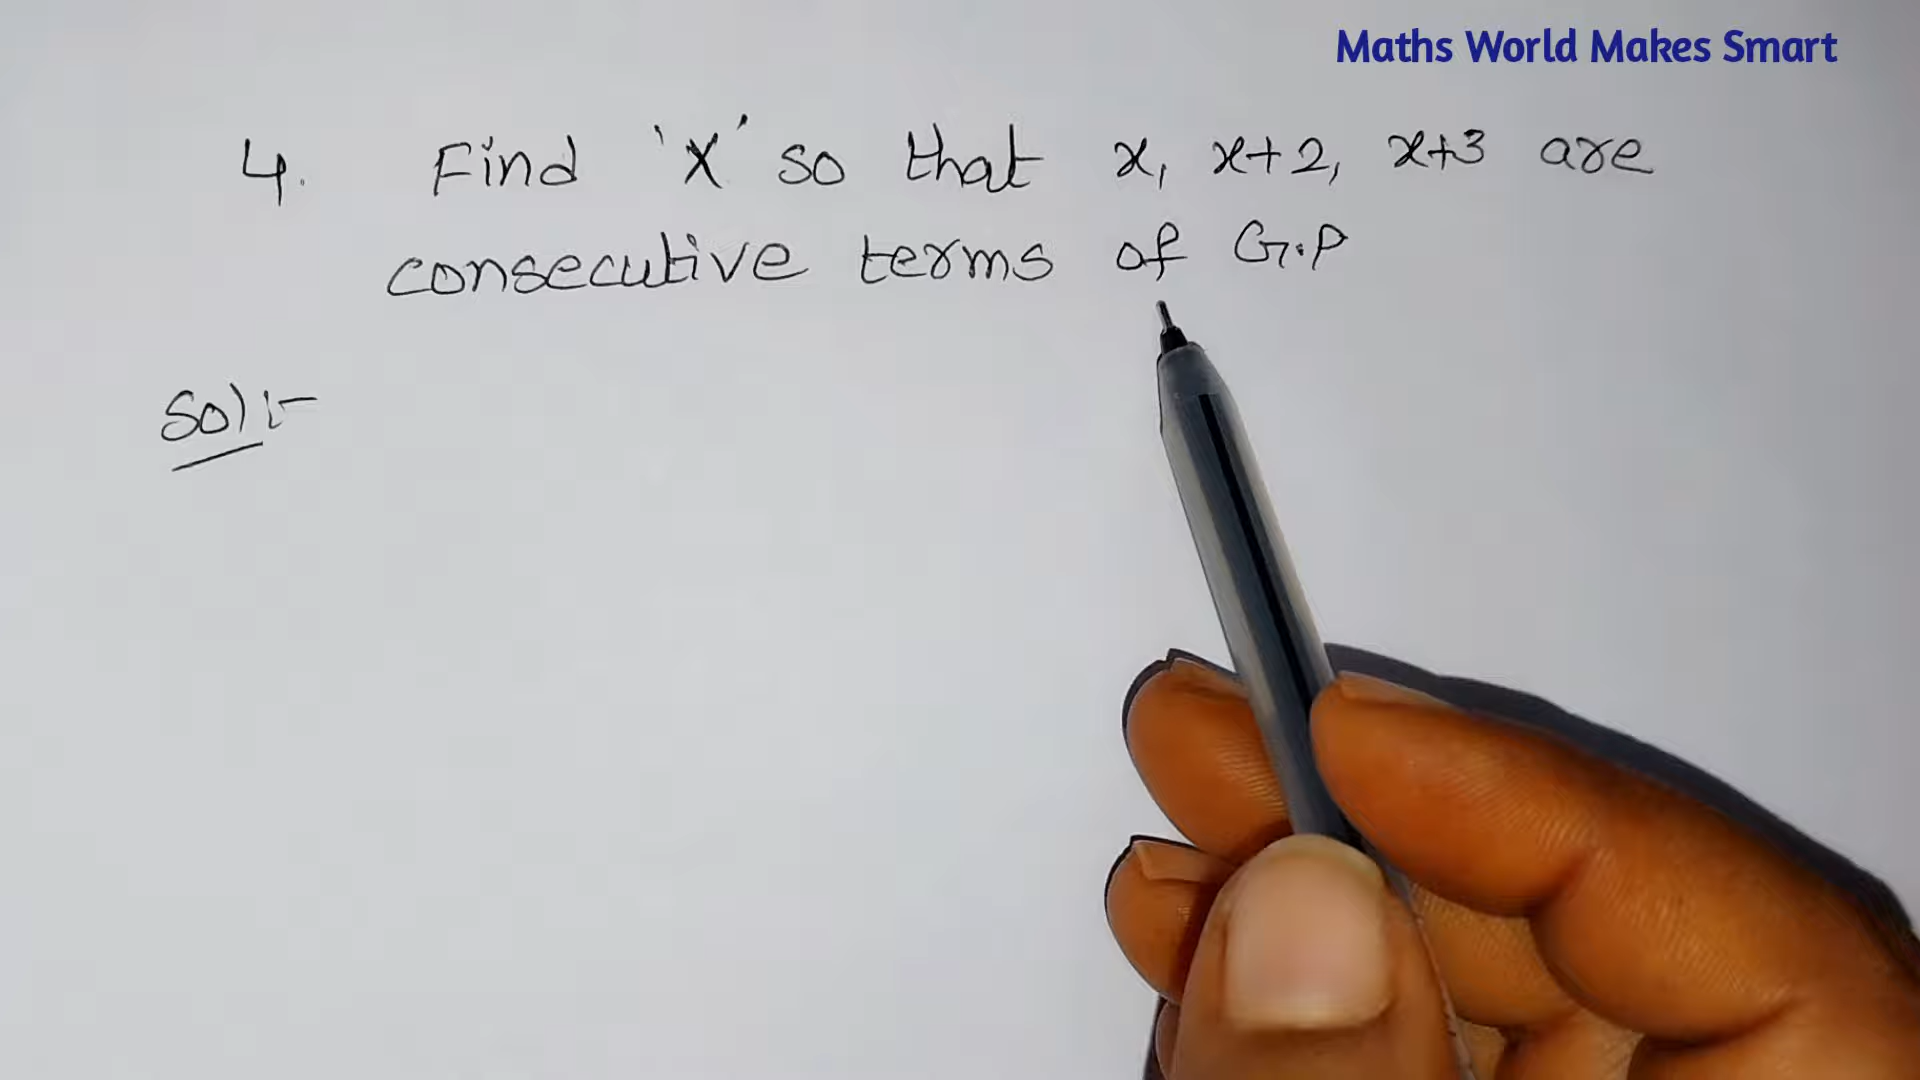 Maths World Makes Smart
4. Find 'x' so that x, x+2, x+3 are
consecutive terms of G.P
Sol:-